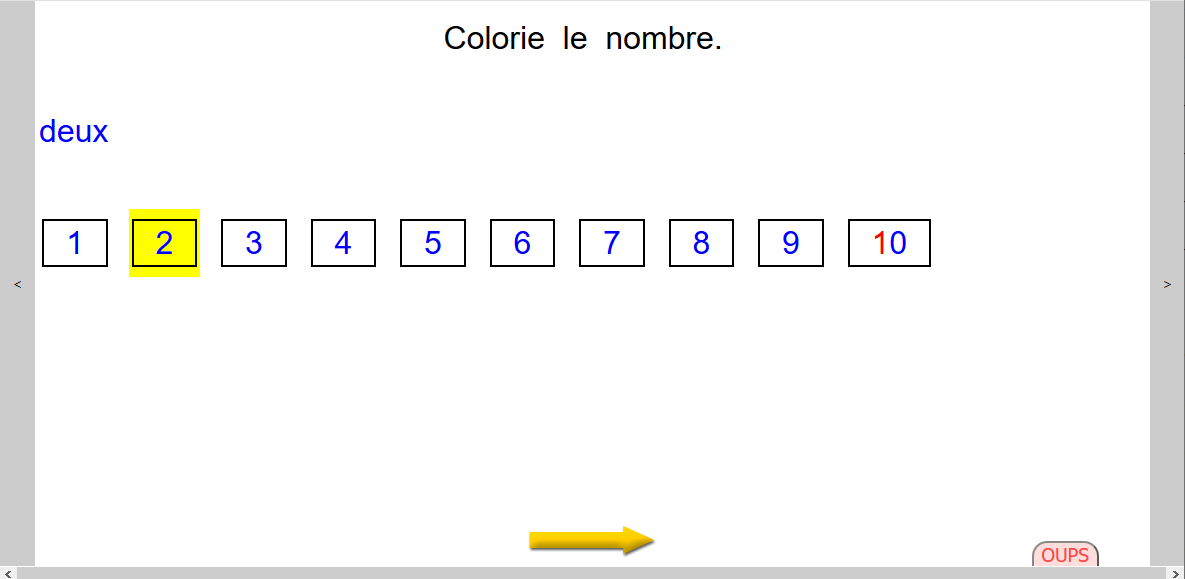 Colorie le nombre.
deux
1 2 3 4 5 6 7 8 9 10
< >
OUPS